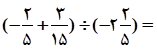 (-۲/۵ + ۳/۱۵) ÷ (-۲ ۲/۵) =